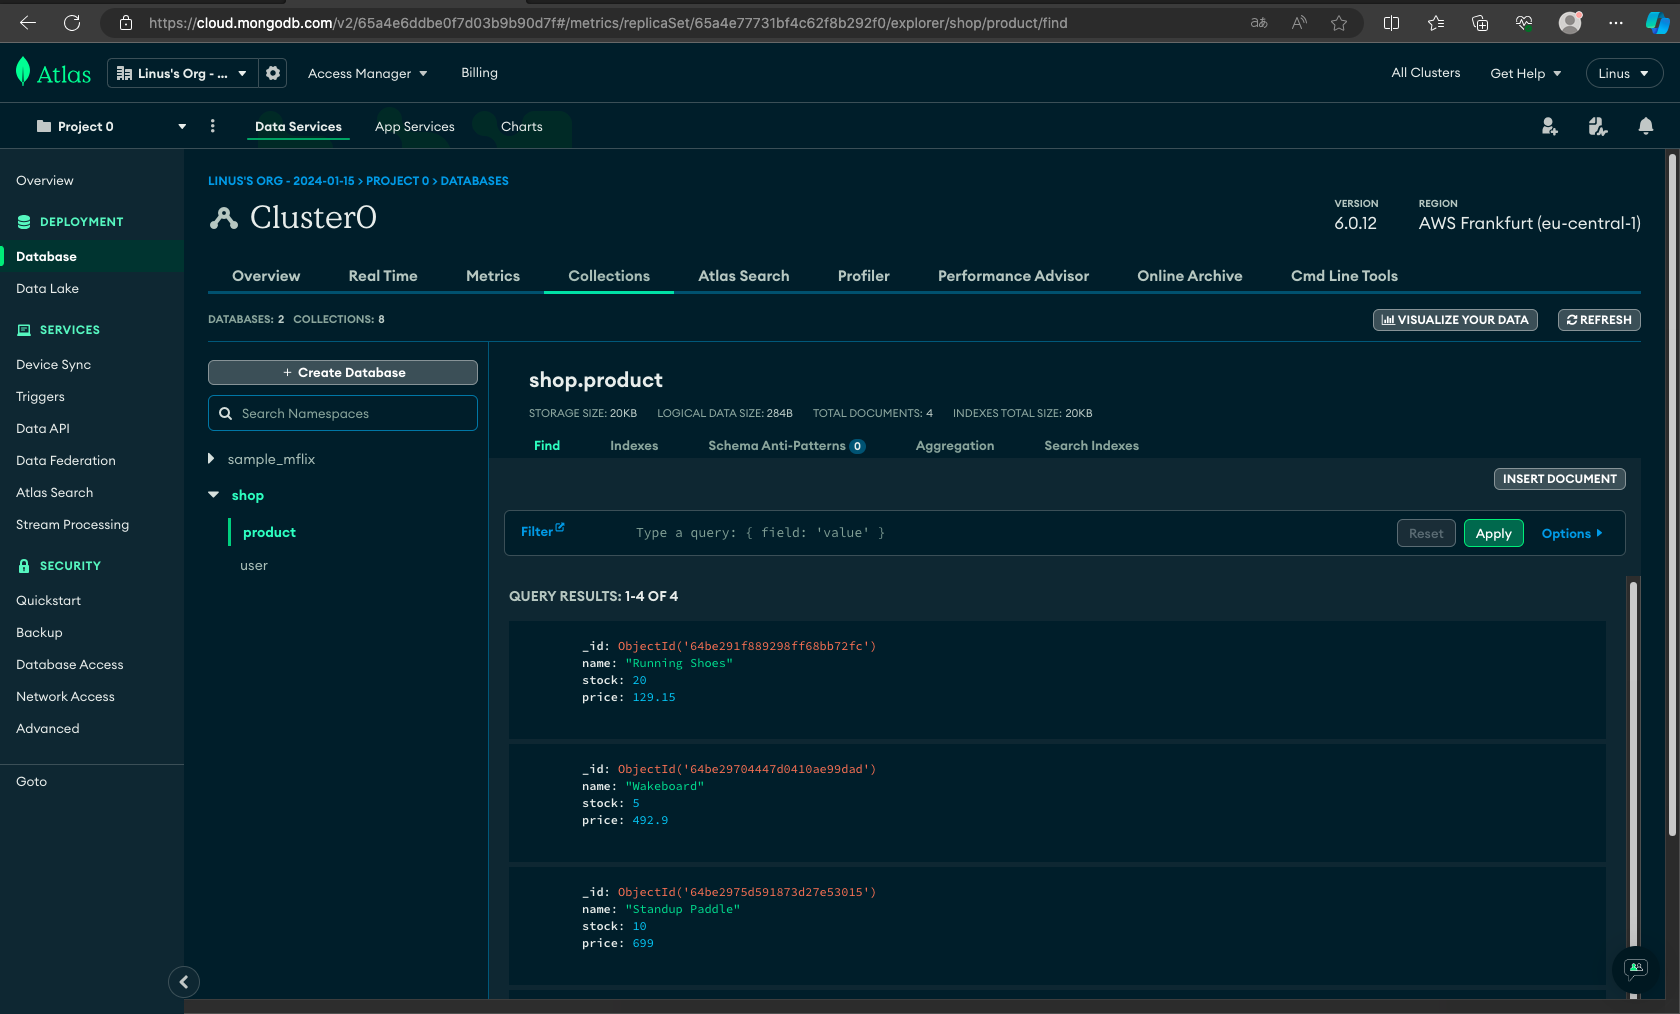 https://cloud.mongodb.com/v2/65a4e6ddbe0f7d03b9b90d7f#/metrics/replicaSet/65a4e77731bf4c62f8b292f0/explorer/shop/product/find
Atlas
Linus's Org - ...
Access Manager
Billing
All Clusters
Get Help
Linus
Project 0
Data Services
App Services
Charts
Overview
DEPLOYMENT
Database
Data Lake
SERVICES
Device Sync
Triggers
Data API
Data Federation
Atlas Search
Stream Processing
SECURITY
Quickstart
Backup
Database Access
Network Access
Advanced
Goto
LINUS'S ORG - 2024-01-15 > PROJECT 0 > DATABASES
Cluster0
VERSION
6.0.12
REGION
AWS Frankfurt (eu-central-1)
Overview
Real Time
Metrics
Collections
Atlas Search
Profiler
Performance Advisor
Online Archive
Cmd Line Tools
DATABASES: 2 COLLECTIONS: 8
VISUALIZE YOUR DATA
REFRESH
+ Create Database
Search Namespaces
sample_mflix
shop
product
user
shop.product
STORAGE SIZE: 20KB
LOGICAL DATA SIZE: 284B
TOTAL DOCUMENTS: 4
INDEXES TOTAL SIZE: 20KB
Find
Indexes
Schema Anti-Patterns 0
Aggregation
Search Indexes
INSERT DOCUMENT
Filter
Type a query: { field: 'value' }
Reset
Apply
Options
QUERY RESULTS: 1-4 OF 4
_id: ObjectId('64be291f889298ff68bb72fc')
name: "Running Shoes"
stock: 20
price: 129.15
_id: ObjectId('64be29704447d0410ae99dad')
name: "Wakeboard"
stock: 5
price: 492.9
_id: ObjectId('64be2975d591873d27e53015')
name: "Standup Paddle"
stock: 10
price: 699